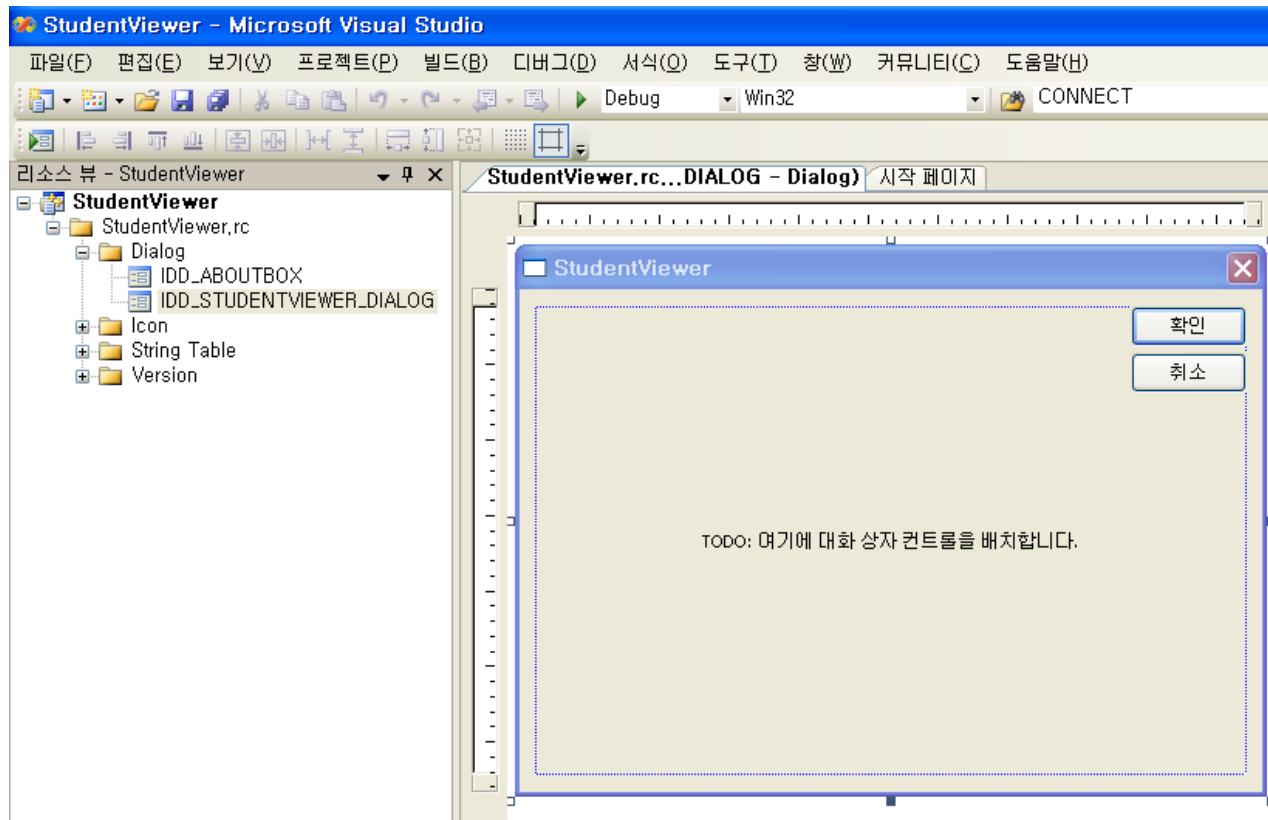 StudentViewer - Microsoft Visual Studio
파일(F) 편집(E) 보기(V) 프로젝트(P) 빌드(B) 디버그(D) 서식(O) 도구(T) 창(W) 커뮤니티(C) 도움말(H)
Debug Win32 CONNECT
리소스 뷰 - StudentViewer
StudentViewer
StudentViewer.rc
Dialog
IDD_ABOUTBOX
IDD_STUDENTVIEWER_DIALOG
Icon
String Table
Version
StudentViewer.rc...DIALOG - Dialog) 시작 페이지
StudentViewer
확인
취소
TODO: 여기에 대화 상자 컨트롤을 배치합니다.